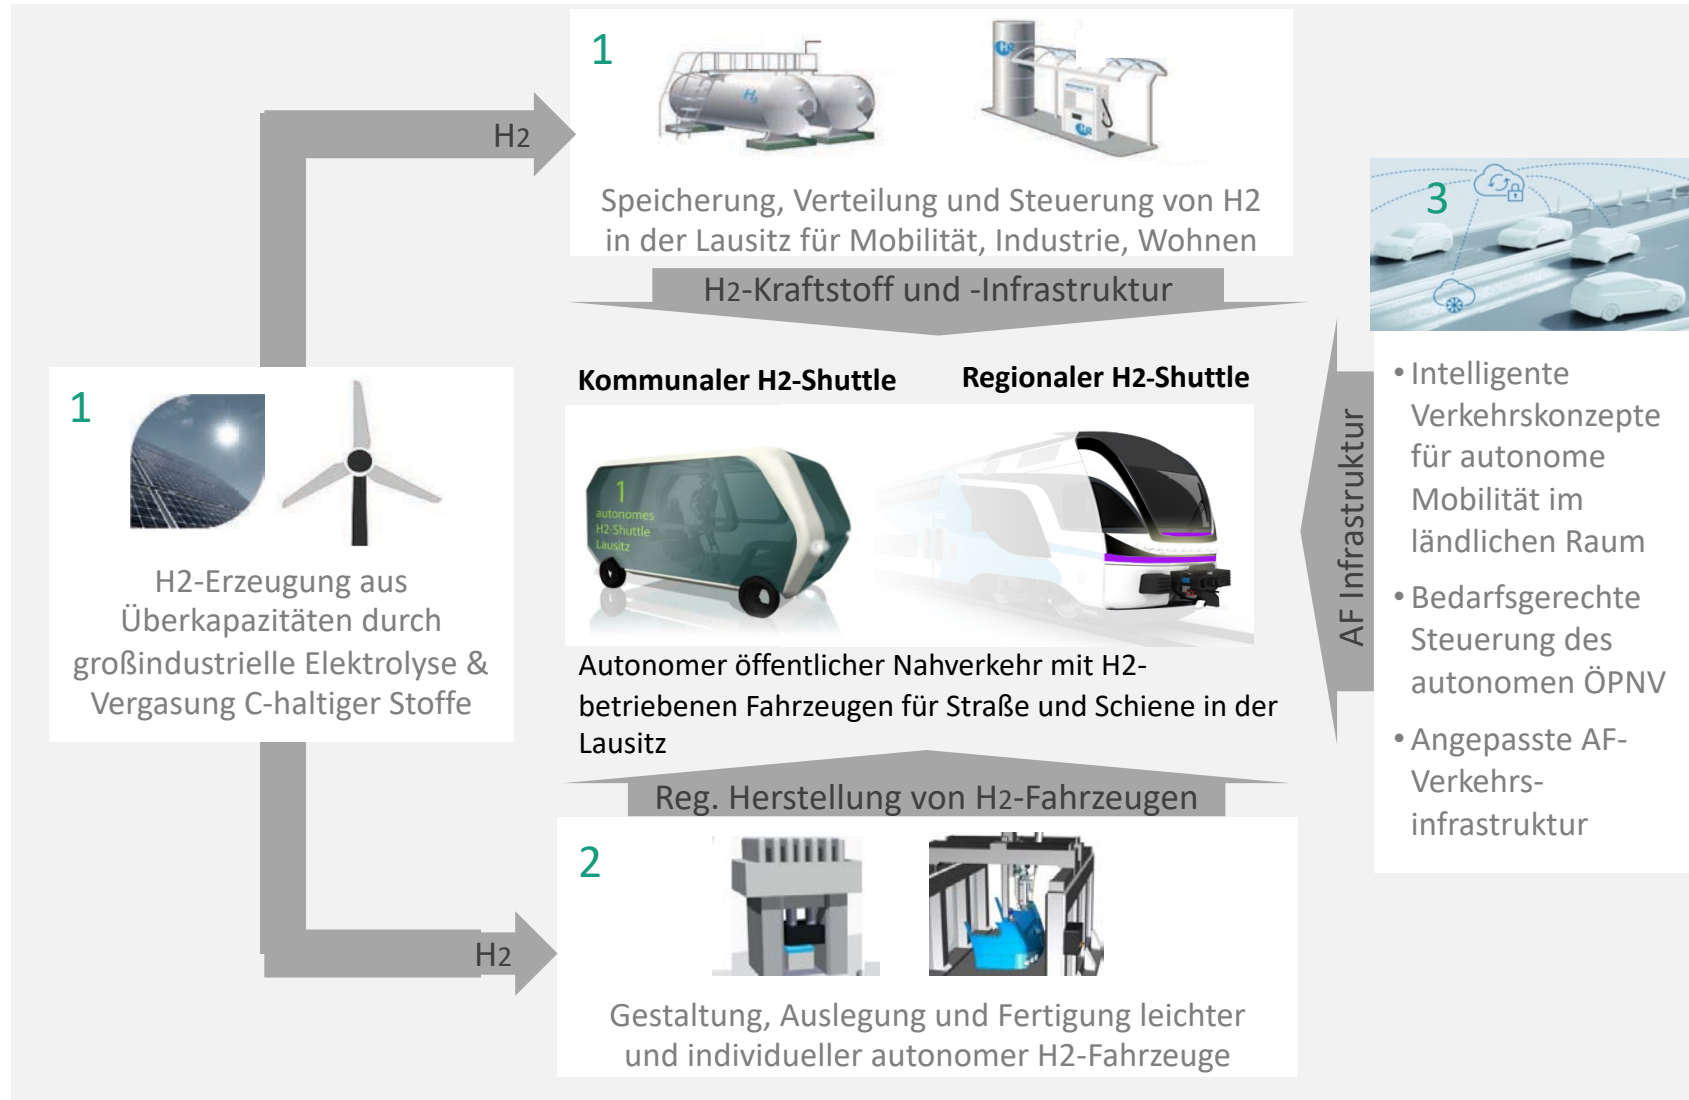 1
H2
H2
H2
H2
Speicherung, Verteilung und Steuerung von H2
in der Lausitz für Mobilität, Industrie, Wohnen
H2-Kraftstoff und -Infrastruktur
1
H2-Erzeugung aus
Überkapazitäten durch
großindustrielle Elektrolyse &
Vergasung C-haltiger Stoffe
Kommunaler H2-Shuttle
Regionaler H2-Shuttle
1
autonomes
H2-Shuttle
Lausitz
Autonomer öffentlicher Nahverkehr mit H2-
betriebenen Fahrzeugen für Straße und Schiene in der
Lausitz
Reg. Herstellung von H2-Fahrzeugen
H2
2
Gestaltung, Auslegung und Fertigung leichter
und individueller autonomer H2-Fahrzeuge
3
AF Infrastruktur
• Intelligente
Verkehrskonzepte
für autonome
Mobilität im
ländlichen Raum
• Bedarfsgerechte
Steuerung des
autonomen ÖPNV
• Angepasste AF-
Verkehrs-
infrastruktur